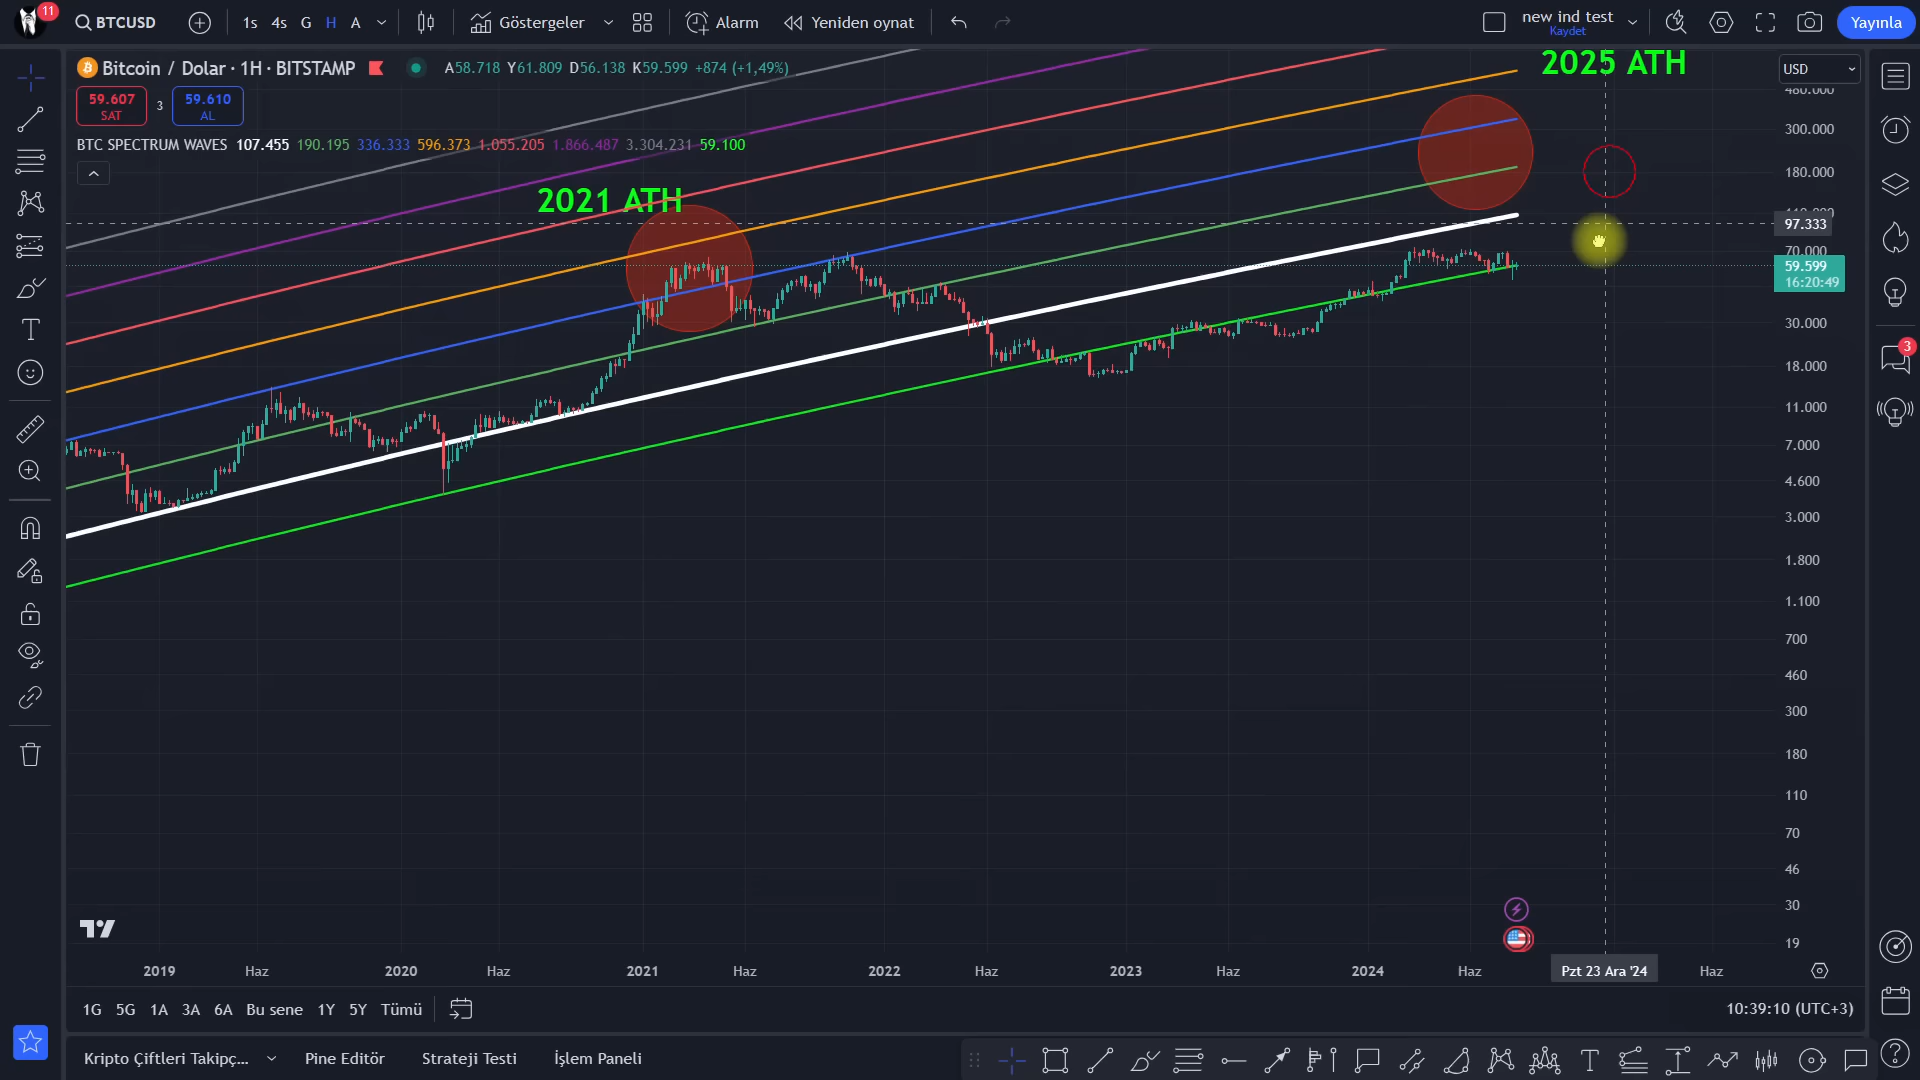 11
BTCUSD
1s 4s G H A
Göstergeler
Alarm
Yeniden oynat
new ind test
Kaydet
Yayınla
Bitcoin / Dolar · 1H · BITSTAMP
A58.718 Y61.809 D56.138 K59.599 +874 (+1,49%)
2025 ATH
USD
59.607
SAT
3
59.610
AL
BTC SPECTRUM WAVES 107.455 190.195 336.333 596.373 1.055.205 1.866.487 3.304.231 59.100
2021 ATH
480.000
300.000
180.000
110.000
97.333
70.000
59.599
16:20:49
30.000
18.000
11.000
7.000
4.600
3.000
1.800
1.100
700
460
300
180
110
70
46
30
19
3
2019 Haz 2020 Haz 2021 Haz 2022 Haz 2023 Haz 2024 Haz Pzt 23 Ara '24 Haz
1G 5G 1A 3A 6A Bu sene 1Y 5Y Tümü
10:39:10 (UTC+3)
Kripto Çiftleri Takipç...
Pine Editör
Strateji Testi
İşlem Paneli